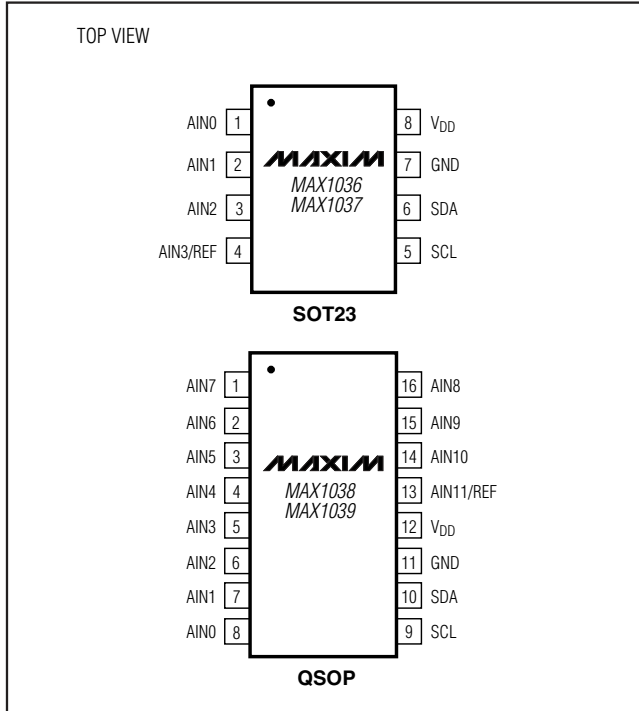 TOP VIEW
AIN0 1 8 VDD
AIN1 2 MAXIM 7 GND
MAX1036
MAX1037
AIN2 3 6 SDA
AIN3/REF 4 5 SCL
SOT23
AIN7 1 16 AIN8
AIN6 2 15 AIN9
AIN5 3 MAXIM 14 AIN10
AIN4 4 MAX1038 13 AIN11/REF
MAX1039
AIN3 5 12 VDD
AIN2 6 11 GND
AIN1 7 10 SDA
AIN0 8 9 SCL
QSOP